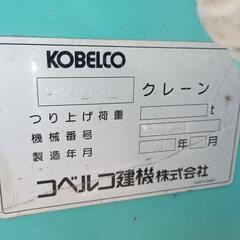 KOBELCO
クレーン
つり上げ荷重 t
機械番号
製造年月 年 月
コベルコ建機株式会社